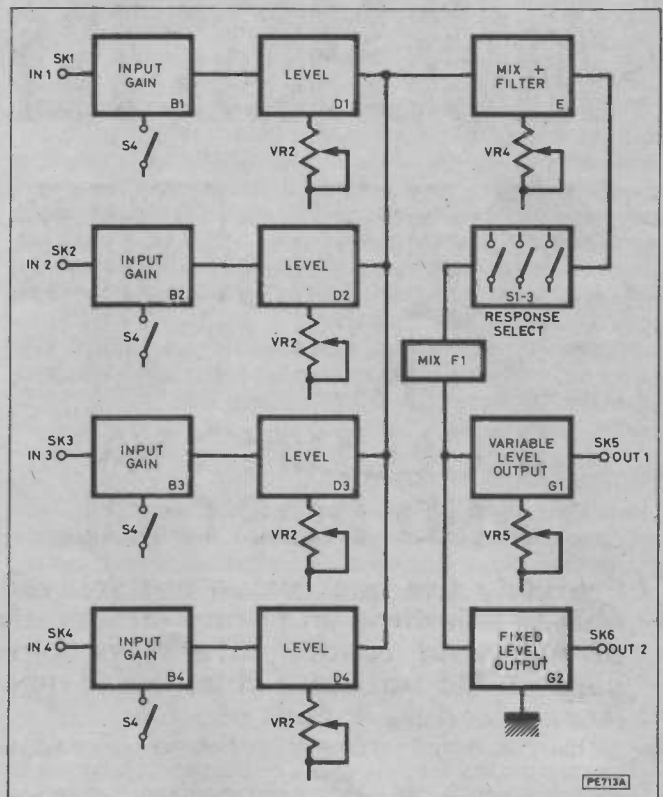 SK1
IN 1
INPUT
GAIN
B1
S4
LEVEL
D1
VR2
MIX +
FILTER
E
VR4
SK2
IN 2
INPUT
GAIN
B2
S4
LEVEL
D2
VR2
S1-3
RESPONSE
SELECT
MIX F1
SK3
IN 3
INPUT
GAIN
B3
S4
LEVEL
D3
VR2
VARIABLE
LEVEL
OUTPUT
G1
SK5
OUT 1
VR5
SK4
IN 4
INPUT
GAIN
B4
S4
LEVEL
D4
VR2
FIXED
LEVEL
OUTPUT
G2
SK6
OUT 2
PE713A